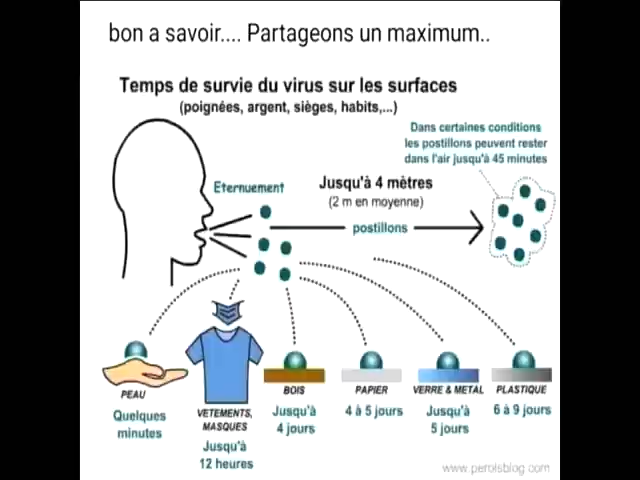 bon a savoir.... Partageons un maximum..
Temps de survie du virus sur les surfaces
(poignées, argent, sièges, habits,...)
Dans certaines conditions
les postillons peuvent rester
dans l'air jusqu'à 45 minutes
Eternuement
Jusqu'à 4 mètres
(2 m en moyenne)
postillons
PEAU
Quelques
minutes
VETEMENTS,
MASQUES
Jusqu'à
12 heures
BOIS
Jusqu'à
4 jours
PAPIER
4 à 5 jours
VERRE & METAL
Jusqu'à
5 jours
PLASTIQUE
6 à 9 jours
www.perolsblog.com